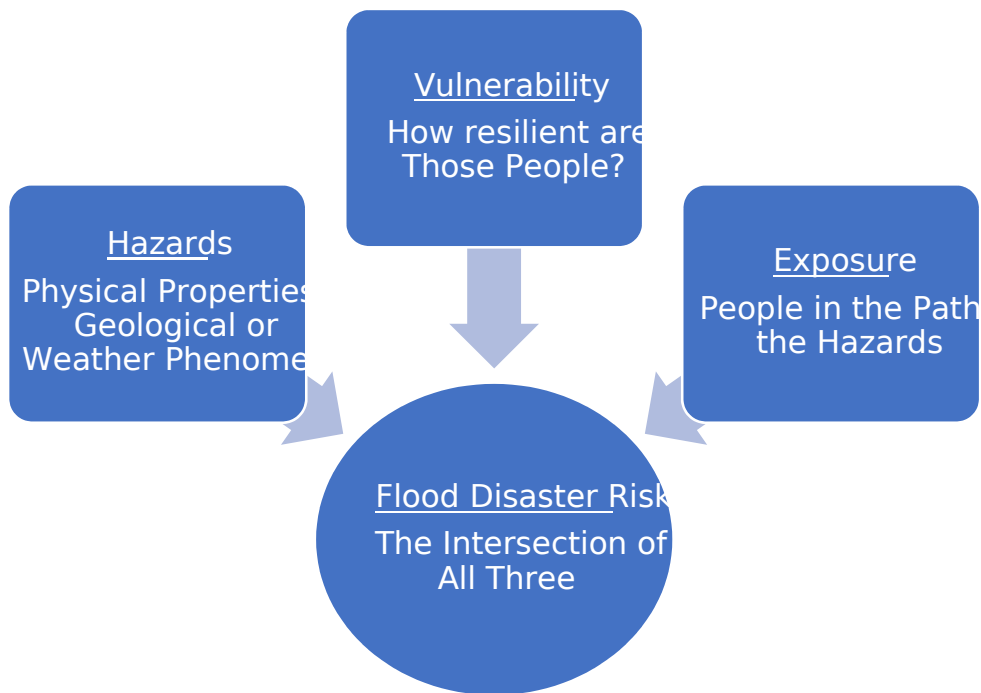 Vulnerability
How resilient are
Those People?
Hazards
Physical Properties
Geological or
Weather Phenome
Exposure
People in the Path
the Hazards
Flood Disaster Risk
The Intersection of
All Three